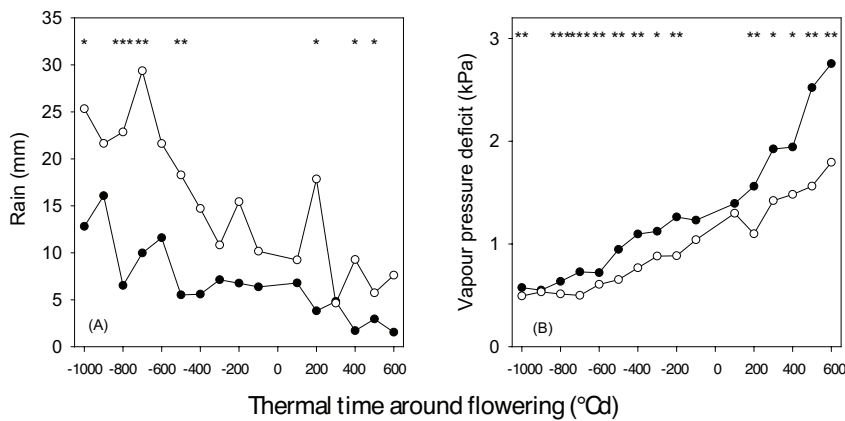 35
30
25
20
15
10
5
0
Rain (mm)
* *** ** ** * * *
(A)
-1000 -800 -600 -400 -200 0 200 400 600
3
2
1
0
Vapour pressure deficit (kPa)
** *** *** ** ** ** * ** ** * * ** **
(B)
-1000 -800 -600 -400 -200 0 200 400 600
Thermal time around flowering (°Cd)